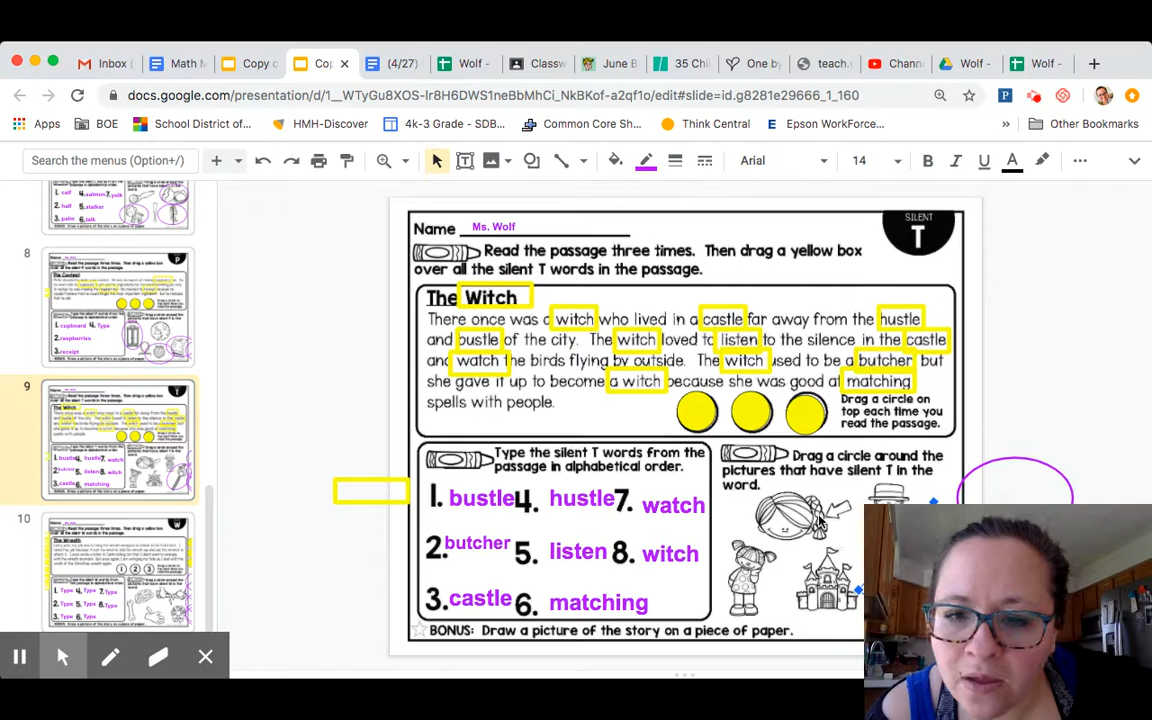 Inbox (
Math M
Copy o
Cop
(4/27)
Wolf -
Classw
June B
35 Chi
One by
teach.c
Chann
Wolf -
Wolf -
docs.google.com/presentation/d/1__WTyGu8XOS-lr8H6DWS1neBbMhCi_NkBKof-a2qf1o/edit#slide=id.g8281e29666_1_160
Apps
BOE
School District of...
HMH-Discover
4k-3 Grade - SDB...
Common Core Sh...
Think Central
Epson WorkForce...
»
Other Bookmarks
Search the menus (Option+/)
Arial
14
8
9
10
Name Ms. Wolf
SILENT
T
Read the passage three times. Then drag a yellow box
over all the silent T words in the passage.
The Witch
There once was a witch who lived in a castle far away from the hustle
and bustle of the city. The witch loved to listen to the silence in the castle
and watch the birds flying by outside. The witch used to be a butcher but
she gave it up to become a witch because she was good at matching
spells with people.
Drag a circle on
top each time you
read the passage.
Type the silent T words from the
passage in alphabetical order.
1. bustle 4. hustle 7. watch
2. butcher 5. listen 8. witch
3. castle 6. matching
Drag a circle around the
pictures that have silent T in the
word.
BONUS: Draw a picture of the story on a piece of paper.